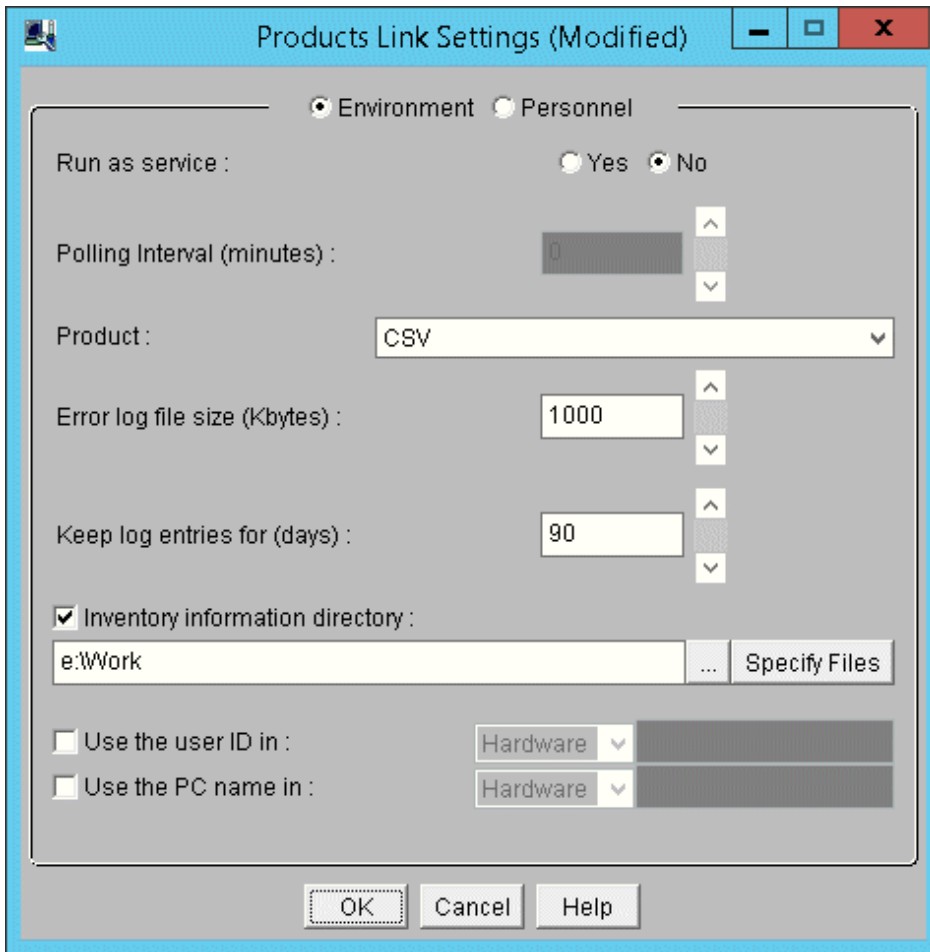 Products Link Settings (Modified)
Environment Personnel
Run as service : Yes No
Polling Interval (minutes) : 0
Product : CSV
Error log file size (Kbytes) : 1000
Keep log entries for (days) : 90
Inventory information directory :
e:\Work ... Specify Files
Use the user ID in : Hardware
Use the PC name in : Hardware
OK Cancel Help